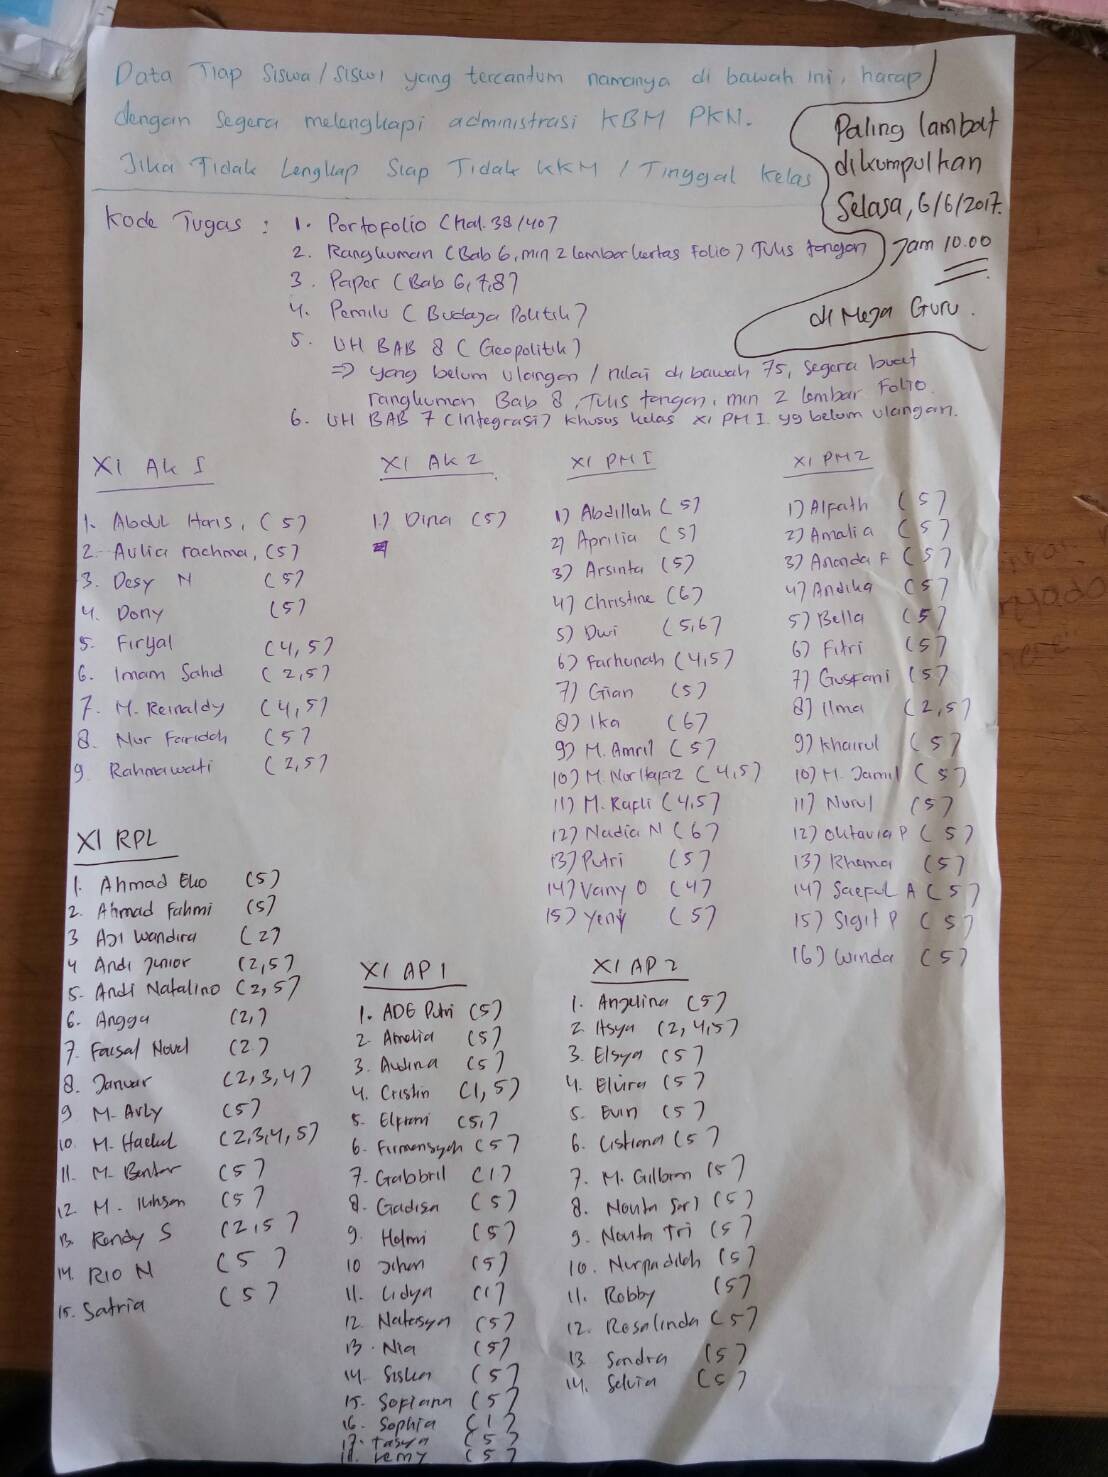 Data Tiap Siswa/Siswi yang tercantum namanya di bawah ini, harap
dengan segera melengkapi administrasi KBM PKN.
Jika Tidak Lengkap Siap Tidak KKM / Tinggal Kelas
Paling lambat
dikumpulkan
Selasa, 6/6/2017.
Jam 10.00
di Meja Guru.
Kode Tugas : 1. Portofolio (hal. 38/40)
2. Rangkuman (Bab 6, min 2 lembar kertas Folio) Tulis tangan
3. Paper (Bab 6,7,8)
4. Pemilu (Budaya Politik)
5. UH BAB 8 (Geopolitik)
=> yang belum ulangan / nilai di bawah 75, segera buat
rangkuman Bab 8, Tulis tangan, min 2 lembar Folio.
6. UH BAB 7 (Integrasi) khusus kelas XI PM I yg belum ulangan.
XI AK I
1. Abdul Haris, (5)
2. Aulia rachma, (5)
3. Desy N (5)
4. Dony (5)
5. Firyal (4,5)
6. Imam Sahid (2,5)
7. M. Reinaldy (4,5)
8. Nur Faridah (5)
9. Rahmawati (2,5)
XI AK 2
1.) Dina (5)
XI PM I
1) Abdillah (5)
2) Aprilia (5)
3) Arsinta (5)
4) Christine (6)
5) Dwi (5,6)
6) Farhunah (4,5)
7) Gian (5)
8) Ika (6)
9) M. Amril (5)
10) M. Nur Hafiz (4,5)
11) M. Rafli (4,5)
12) Nadia N (6)
13) Putri (5)
14) Vany O (4)
15) Yeny (5)
XI PM2
1) Alfath (5)
2) Amalia (5)
3) Ananda F (5)
4) Andika (5)
5) Bella (5)
6) Fitri (5)
7) Gusfani (5)
8) Ilma (2,5)
9) Khairul (5)
10) M. Jamil (5)
11) Nurul (5)
12) Oktavia P (5)
13) Rhema (5)
14) Saeful A (5)
15) Sigit P (5)
16) Winda (5)
XI RPL
1. Ahmad Eko (5)
2. Ahmad Fahmi (5)
3 Aji Wandira (2)
4 Andi Junior (2,5)
5. Andi Natalino (2,5)
6. Angga (2,)
7. Faisal Novel (2)
8. Januar (2,3,4)
9 M. Arly (5)
10. M. Haekal (2,3,4,5)
11. M. Bentar (5)
12 M. Ikhsan (5)
13. Rendy S (2,5)
14. RIO N (5)
15. Satria (5)
XI AP 1
1. ADE Putri (5)
2. Amelia (5)
3. Audina (5)
4. Cristin (1,5)
5. Elfrani (5,)
6. Firmansyah (5)
7. Gabbril (1)
8. Gadisa (5)
9. Helmi (5)
10 Jihan (5)
11. Lidya (1)
12 Natasya (5)
13. Nia (5)
14. Siska (5)
15. Sofiana (5)
16. Sophia (1)
17. Tasya (5)
18. Yemy (5)
XI AP 2
1. Angelina (5)
2. Asya (2,4,5)
3. Elsya (5)
4. Elvira (5)
5. Evin (5)
6. Listiana (5)
7. M. Gilbran (5)
8. Novita Sari (5)
9. Novita Tri (5)
10. Nurpadilah (5)
11. Robby (5)
12. Rosalinda (5)
13. Sandra (5)
14. Selvia (5)